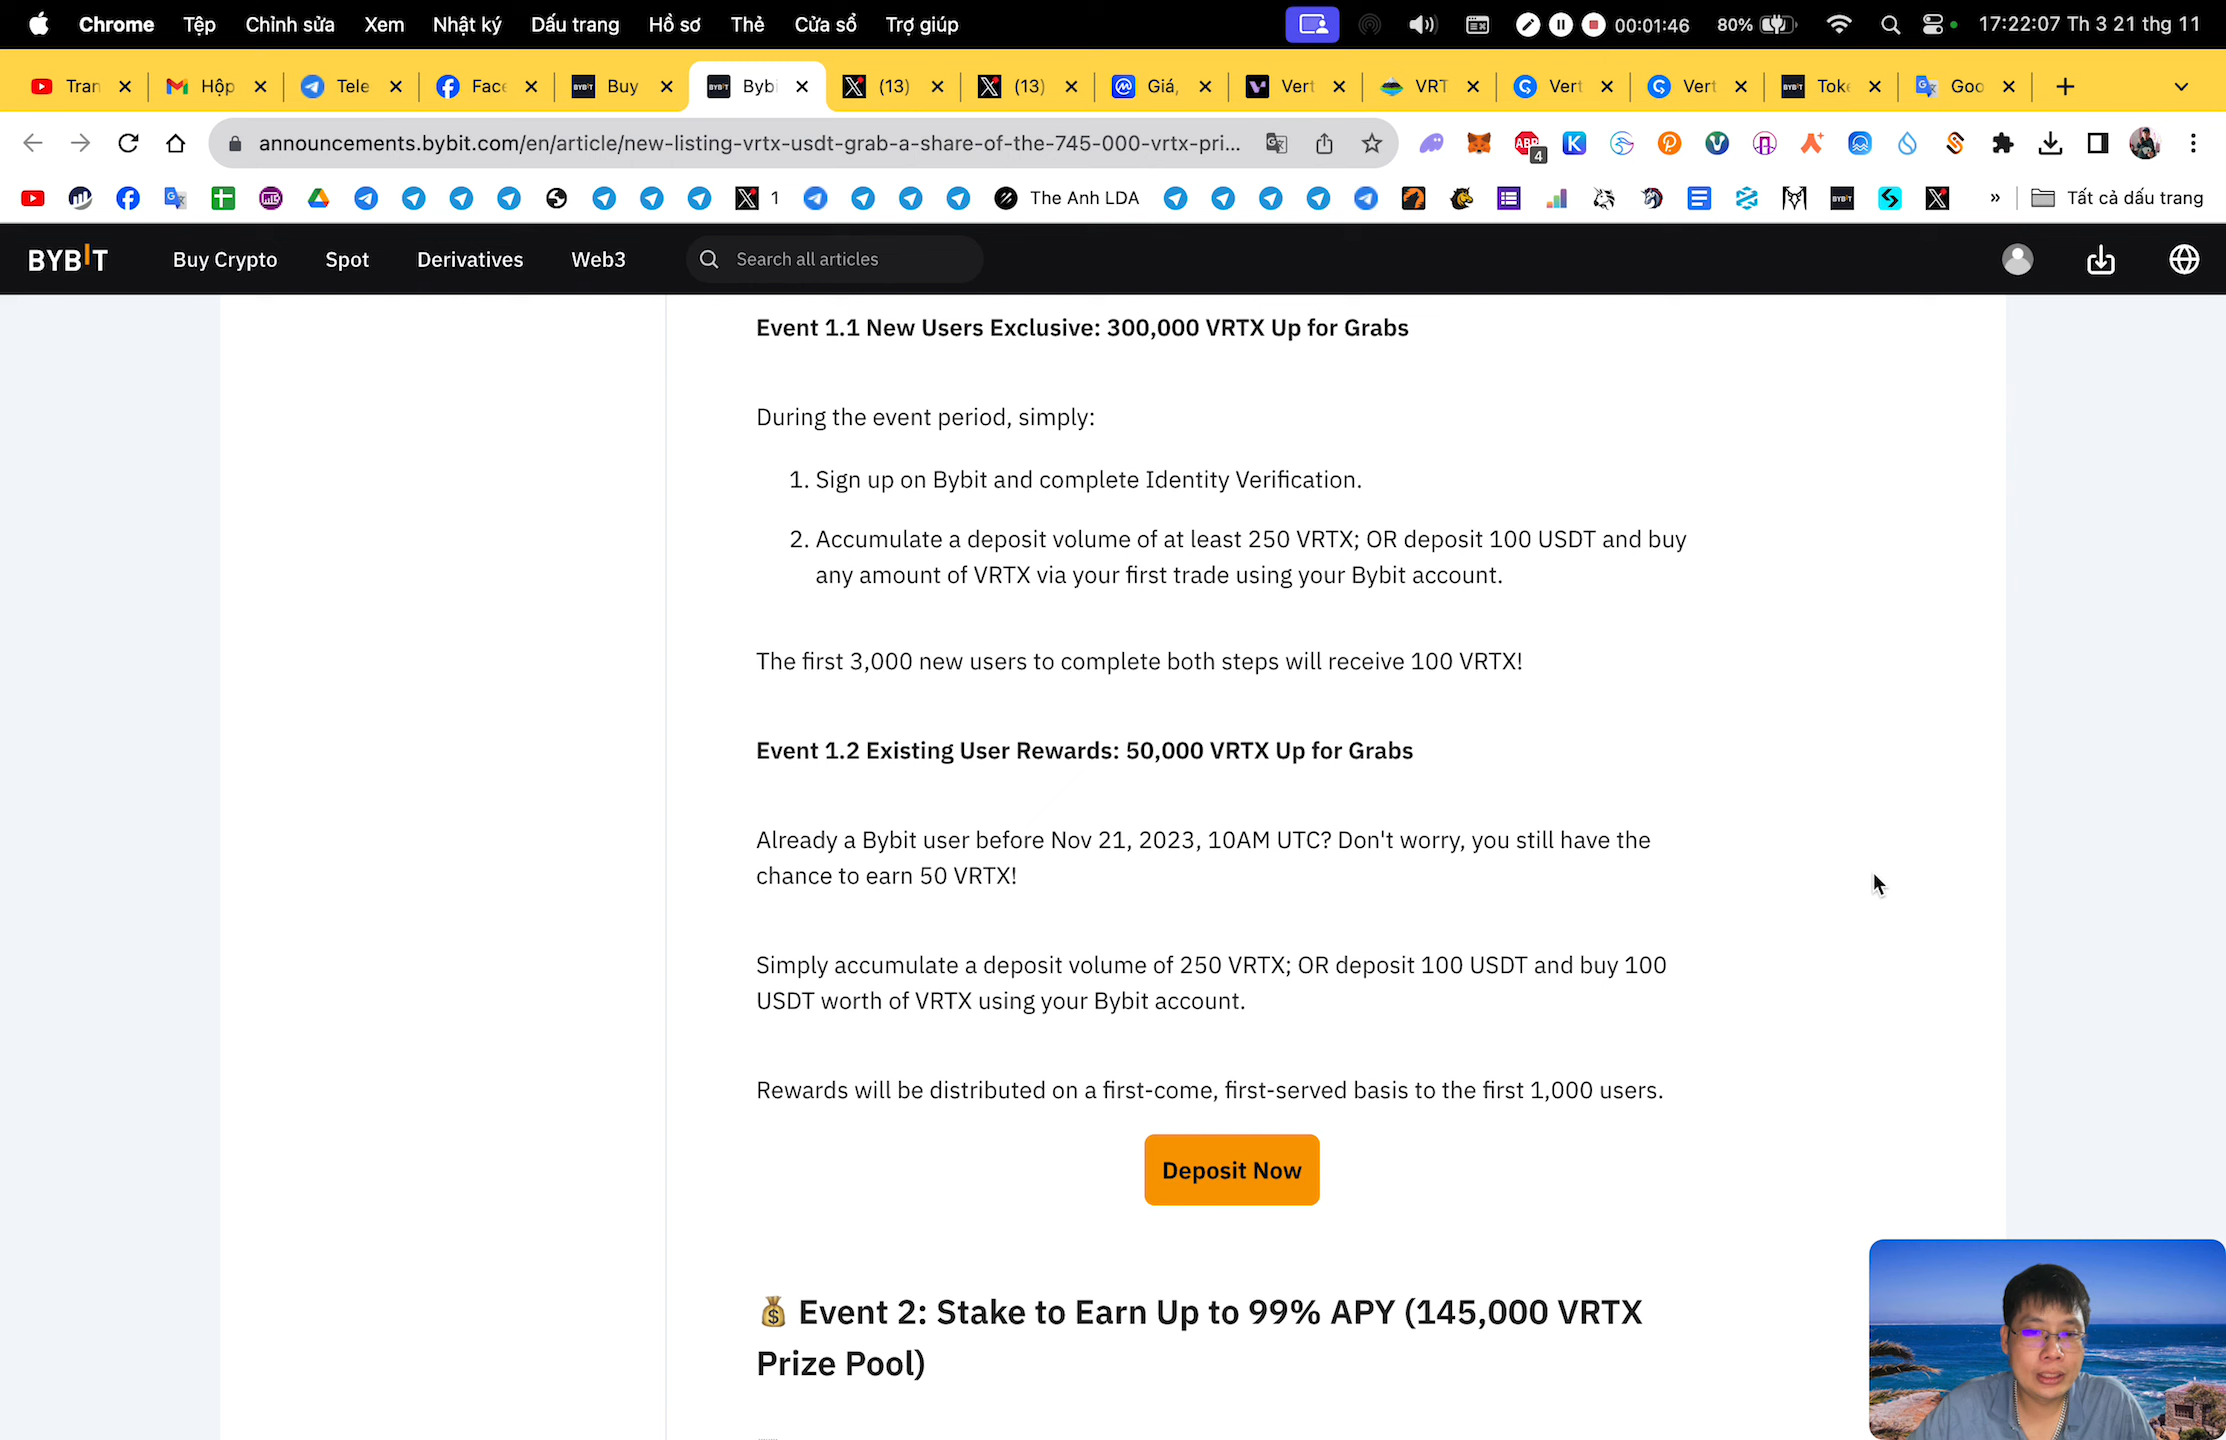 Chrome Tệp Chỉnh sửa Xem Nhật ký Dấu trang Hồ sơ Thẻ Cửa sổ Trợ giúp 00:01:46 80% 17:22:07 Th 3 21 thg 11
Tran Hộp Tele Face Buy Bybi (13) (13) Giá, Vert VRT Vert Vert Toke Goo
announcements.bybit.com/en/article/new-listing-vrtx-usdt-grab-a-share-of-the-745-000-vrtx-pri... ABP 4
1 The Anh LDA » Tất cả dấu trang
BYBIT Buy Crypto Spot Derivatives Web3 Search all articles
Event 1.1 New Users Exclusive: 300,000 VRTX Up for Grabs
During the event period, simply:
1. Sign up on Bybit and complete Identity Verification.
2. Accumulate a deposit volume of at least 250 VRTX; OR deposit 100 USDT and buy
any amount of VRTX via your first trade using your Bybit account.
The first 3,000 new users to complete both steps will receive 100 VRTX!
Event 1.2 Existing User Rewards: 50,000 VRTX Up for Grabs
Already a Bybit user before Nov 21, 2023, 10AM UTC? Don't worry, you still have the
chance to earn 50 VRTX!
Simply accumulate a deposit volume of 250 VRTX; OR deposit 100 USDT and buy 100
USDT worth of VRTX using your Bybit account.
Rewards will be distributed on a first-come, first-served basis to the first 1,000 users.
Deposit Now
💰 Event 2: Stake to Earn Up to 99% APY (145,000 VRTX
Prize Pool)